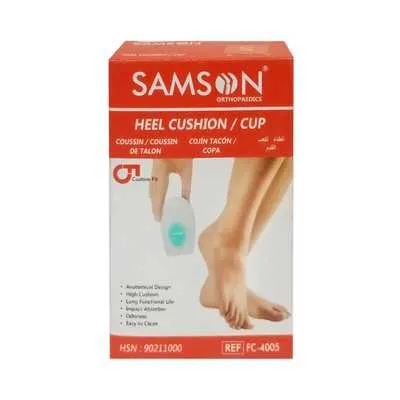 SAMSON
ORTHOPAEDICS
HEEL CUSHION / CUP
COUSSIN / COUSSIN
DE TALON
COJÍN TACÓN /
COPA
القدم
Custom Fit
• Anatomical Design
• High Cushion
• Long Functional Life
• Impact Absorber
• Odorless
• Easy to Clean
HSN : 90211000
REF FC-4005